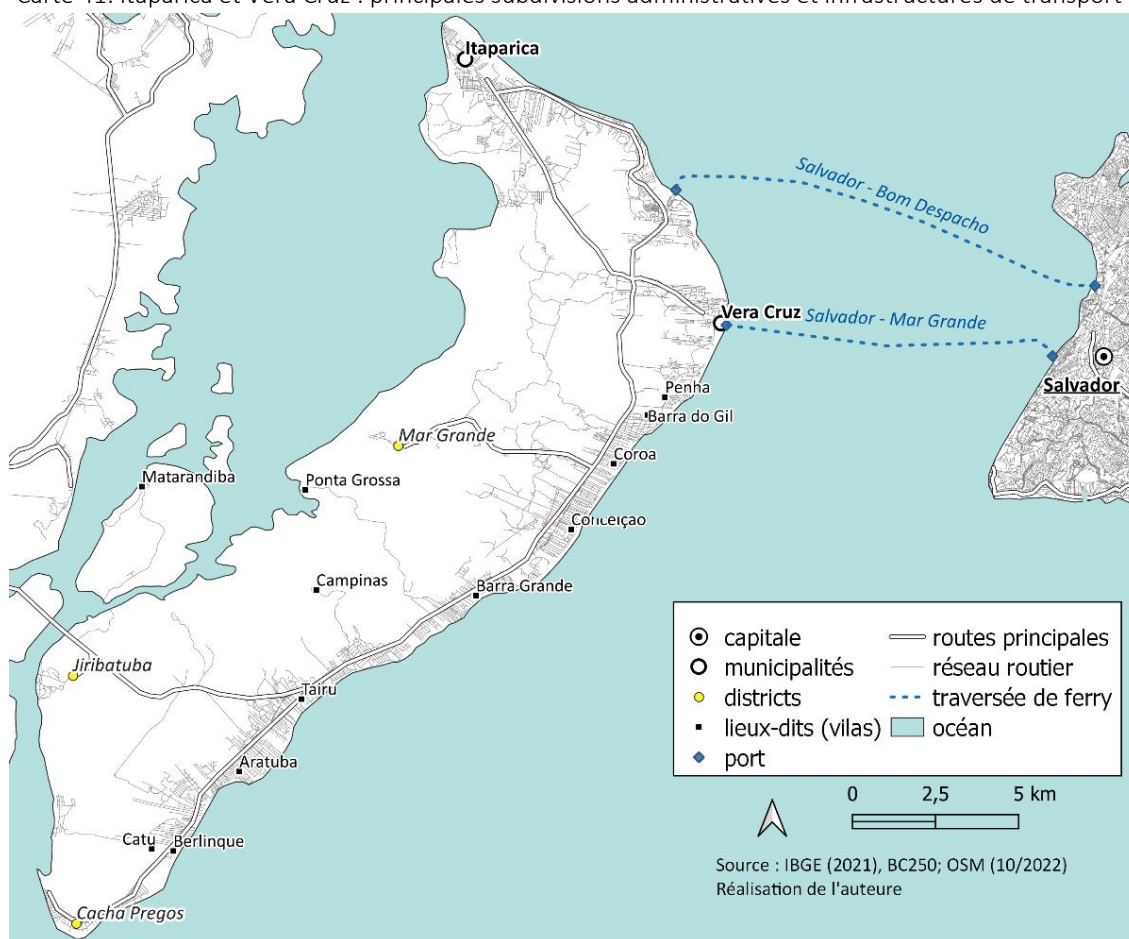 Carte 41: Itaparica et Vera Cruz : principales subdivisions administratives et infrastructures de transport
Itaparica
Salvador - Bom Despacho
Vera Cruz
Salvador - Mar Grande
Salvador
Penha
Barra do Gil
Mar Grande
Coroa
Matarandiba
Ponta Grossa
Conceição
Campinas
Barra Grande
Jiribatuba
Tairu
Aratuba
Catu
Berlinque
Cacha Pregos
capitale
municipalités
districts
lieux-dits (vilas)
port
routes principales
réseau routier
traversée de ferry
océan
0 2,5 5 km
Source : IBGE (2021), BC250; OSM (10/2022)
Réalisation de l'auteure